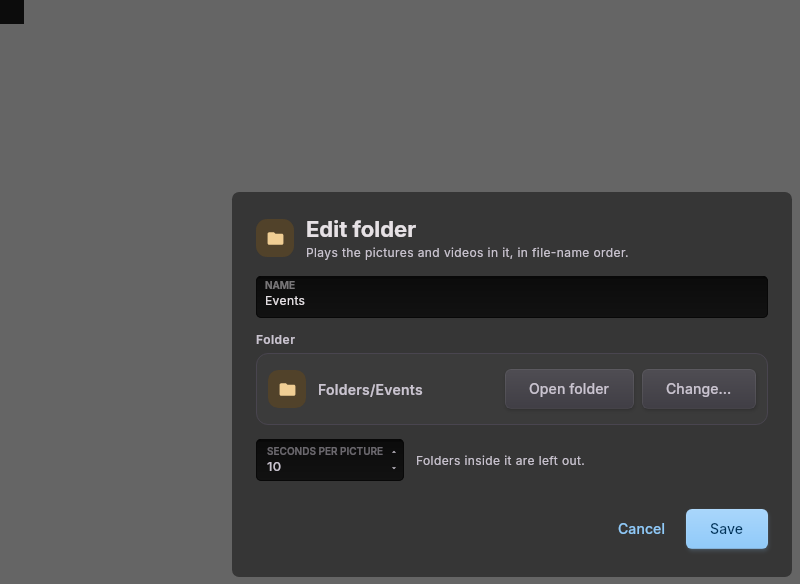 Edit folder
Plays the pictures and videos in it, in file-name order.
NAME
Events
Folder
Folders/Events
Open folder
Change...
SECONDS PER PICTURE
10
Folders inside it are left out.
Cancel
Save